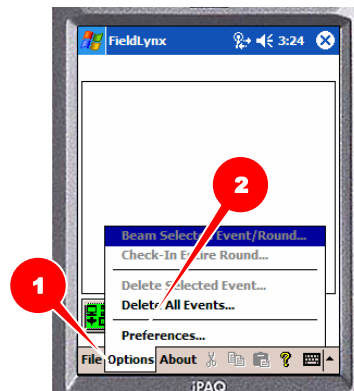 FieldLynx 3:24
2
Beam Selected Event/Round...
Check-In Entire Round...
1
Delete Selected Event...
Delete All Events...
Preferences...
File Options About
iPAQ